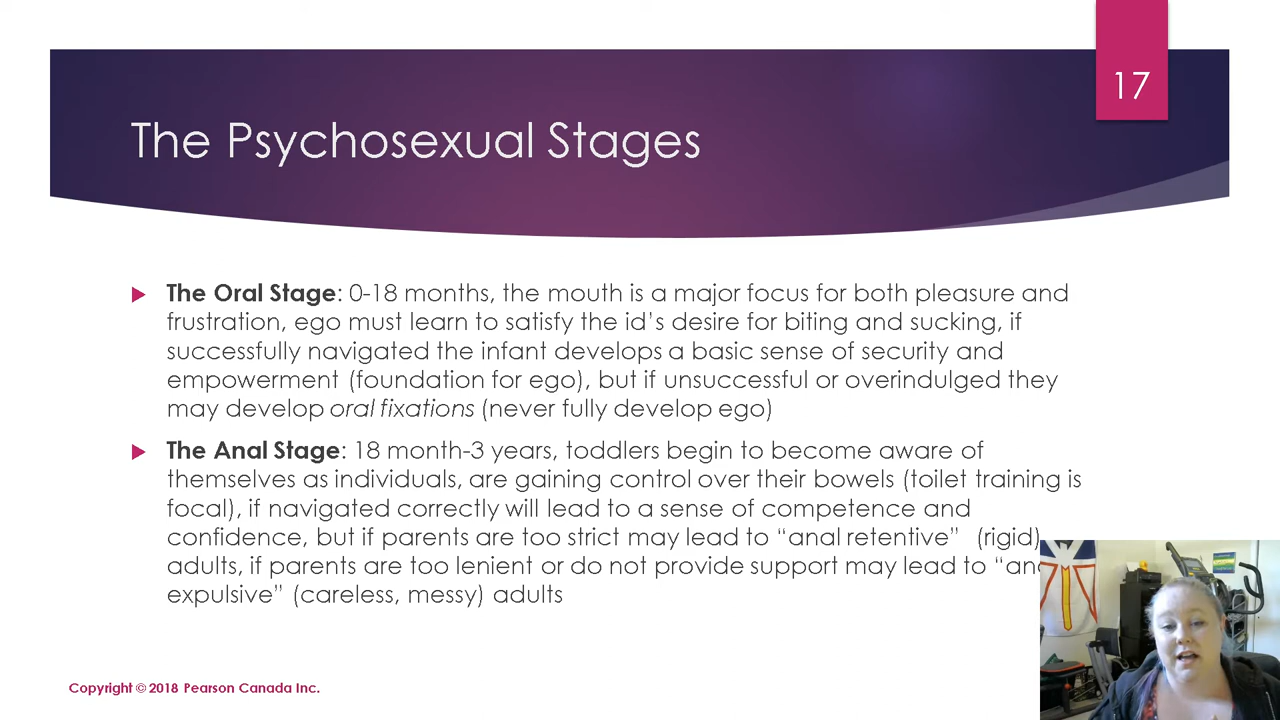 17
The Psychosexual Stages
The Oral Stage: 0-18 months, the mouth is a major focus for both pleasure and
frustration, ego must learn to satisfy the id’s desire for biting and sucking, if
successfully navigated the infant develops a basic sense of security and
empowerment (foundation for ego), but if unsuccessful or overindulged they
may develop oral fixations (never fully develop ego)
The Anal Stage: 18 month-3 years, toddlers begin to become aware of
themselves as individuals, are gaining control over their bowels (toilet training is
focal), if navigated correctly will lead to a sense of competence and
confidence, but if parents are too strict may lead to “anal retentive” (rigid)
adults, if parents are too lenient or do not provide support may lead to
expulsive” (careless, messy) adults
Copyright © 2018 Pearson Canada Inc.